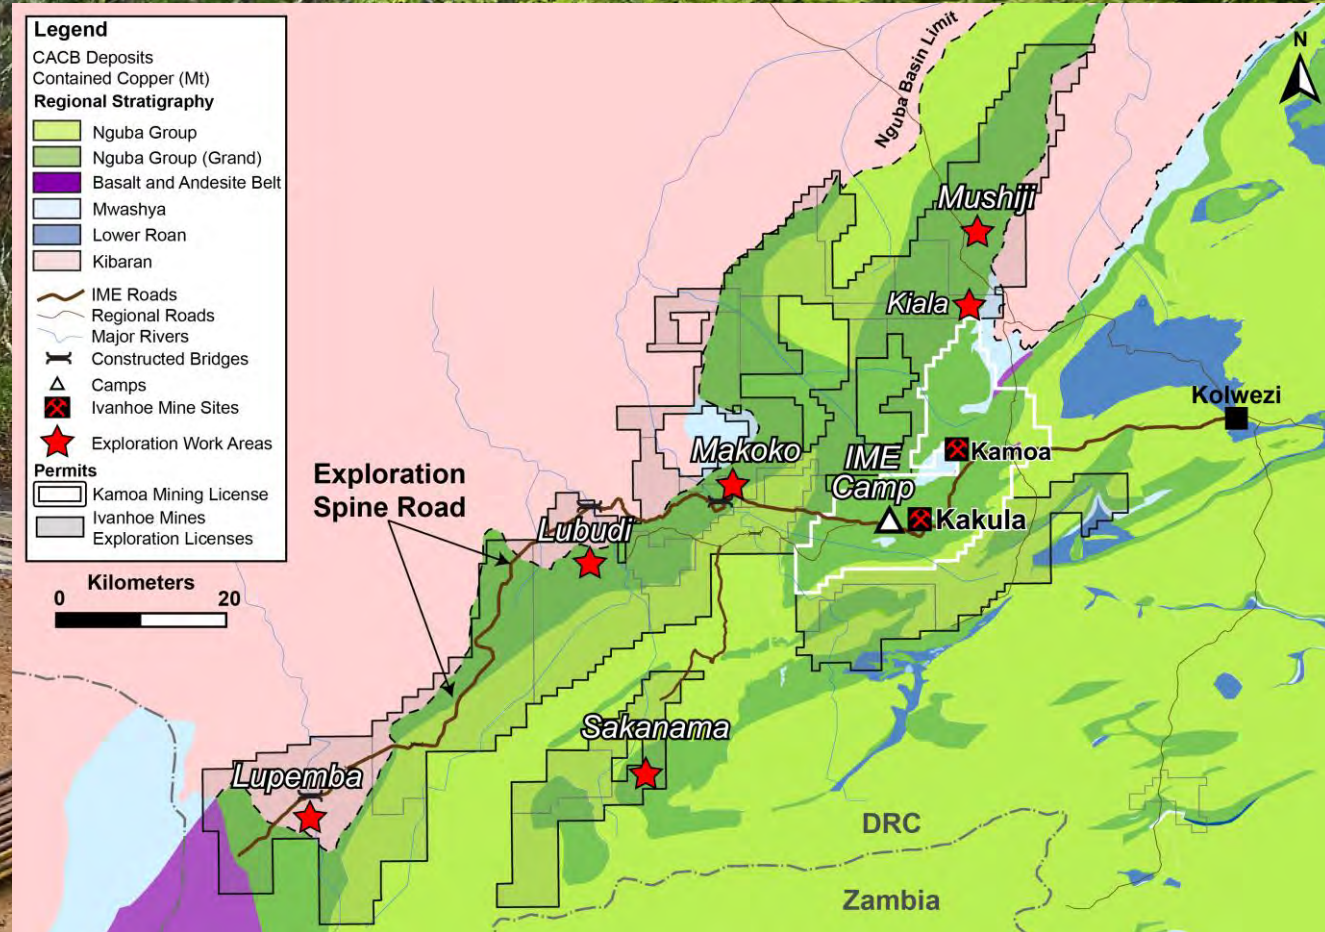 Legend
CACB Deposits
Contained Copper (Mt)
Regional Stratigraphy
Nguba Group
Nguba Group (Grand)
Basalt and Andesite Belt
Mwashya
Lower Roan
Kibaran
IME Roads
Regional Roads
Major Rivers
Constructed Bridges
Camps
Ivanhoe Mine Sites
Exploration Work Areas
Permits
Kamoa Mining License
Ivanhoe Mines
Exploration Licenses
Kilometers
0 20
Nguba Basin Limit
N
Mushiji
Kiala
Kolwezi
Makoko
IME
Camp
Kamoa
Kakula
Exploration
Spine Road
Lubudi
Sakanama
Lupemba
DRC
Zambia